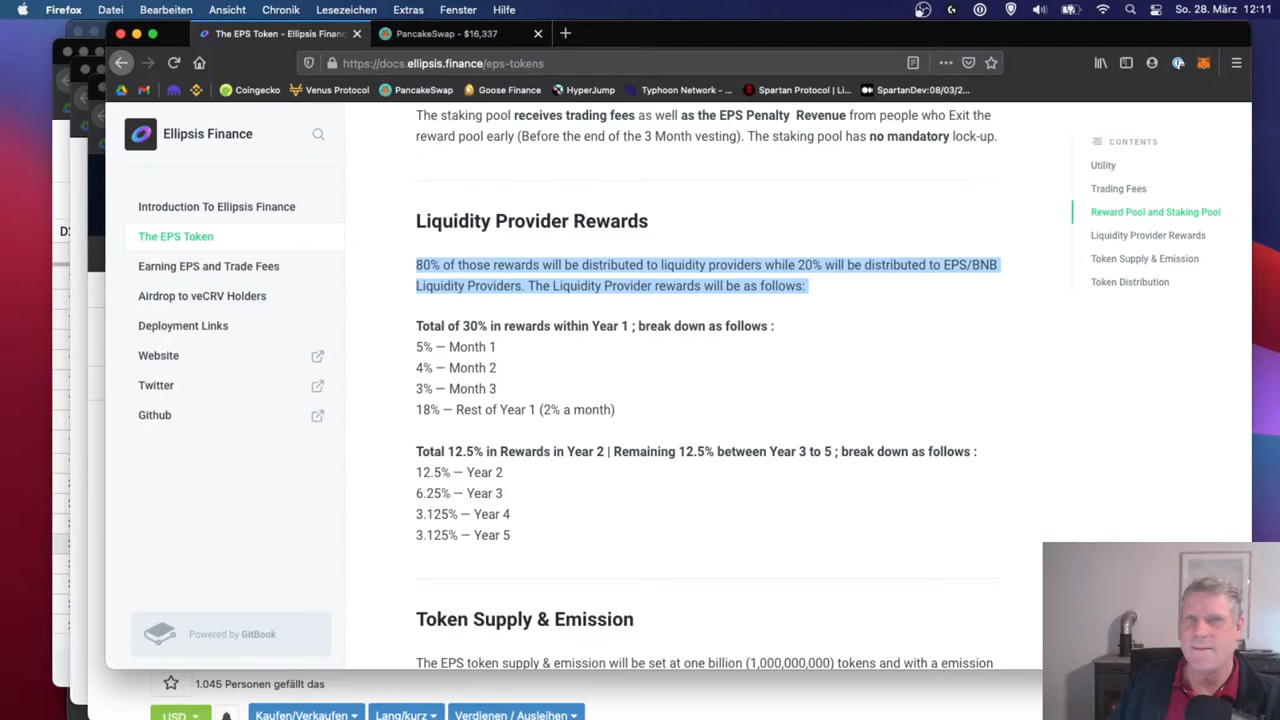 Firefox Datei Bearbeiten Ansicht Chronik Lesezeichen Extras Fenster Hilfe So. 28. März 12:11
The EPS Token - Ellipsis Financ
PancakeSwap - $16,337
https://docs.ellipsis.finance/eps-tokens
Coingecko Venus Protocol PancakeSwap Goose Finance HyperJump Typhoon Network - ... Spartan Protocol | Li... SpartanDev:08/03/2...
Ellipsis Finance
Introduction To Ellipsis Finance
The EPS Token
Earning EPS and Trade Fees
Airdrop to veCRV Holders
Deployment Links
Website
Twitter
Github
Powered by GitBook
The staking pool receives trading fees as well as the EPS Penalty Revenue from people who Exit the
reward pool early (Before the end of the 3 Month vesting). The staking pool has no mandatory lock-up.
Liquidity Provider Rewards
80% of those rewards will be distributed to liquidity providers while 20% will be distributed to EPS/BNB
Liquidity Providers. The Liquidity Provider rewards will be as follows:
Total of 30% in rewards within Year 1 ; break down as follows :
5% — Month 1
4% — Month 2
3% — Month 3
18% — Rest of Year 1 (2% a month)
Total 12.5% in Rewards in Year 2 | Remaining 12.5% between Year 3 to 5 ; break down as follows :
12.5% — Year 2
6.25% — Year 3
3.125% — Year 4
3.125% — Year 5
Token Supply & Emission
The EPS token supply & emission will be set at one billion (1,000,000,000) tokens and with a emission
CONTENTS
Utility
Trading Fees
Reward Pool and Staking Pool
Liquidity Provider Rewards
Token Supply & Emission
Token Distribution
1.045 Personen gefällt das
USD Kaufen/Verkaufen Lang/kurz Verdienen / Ausleihen